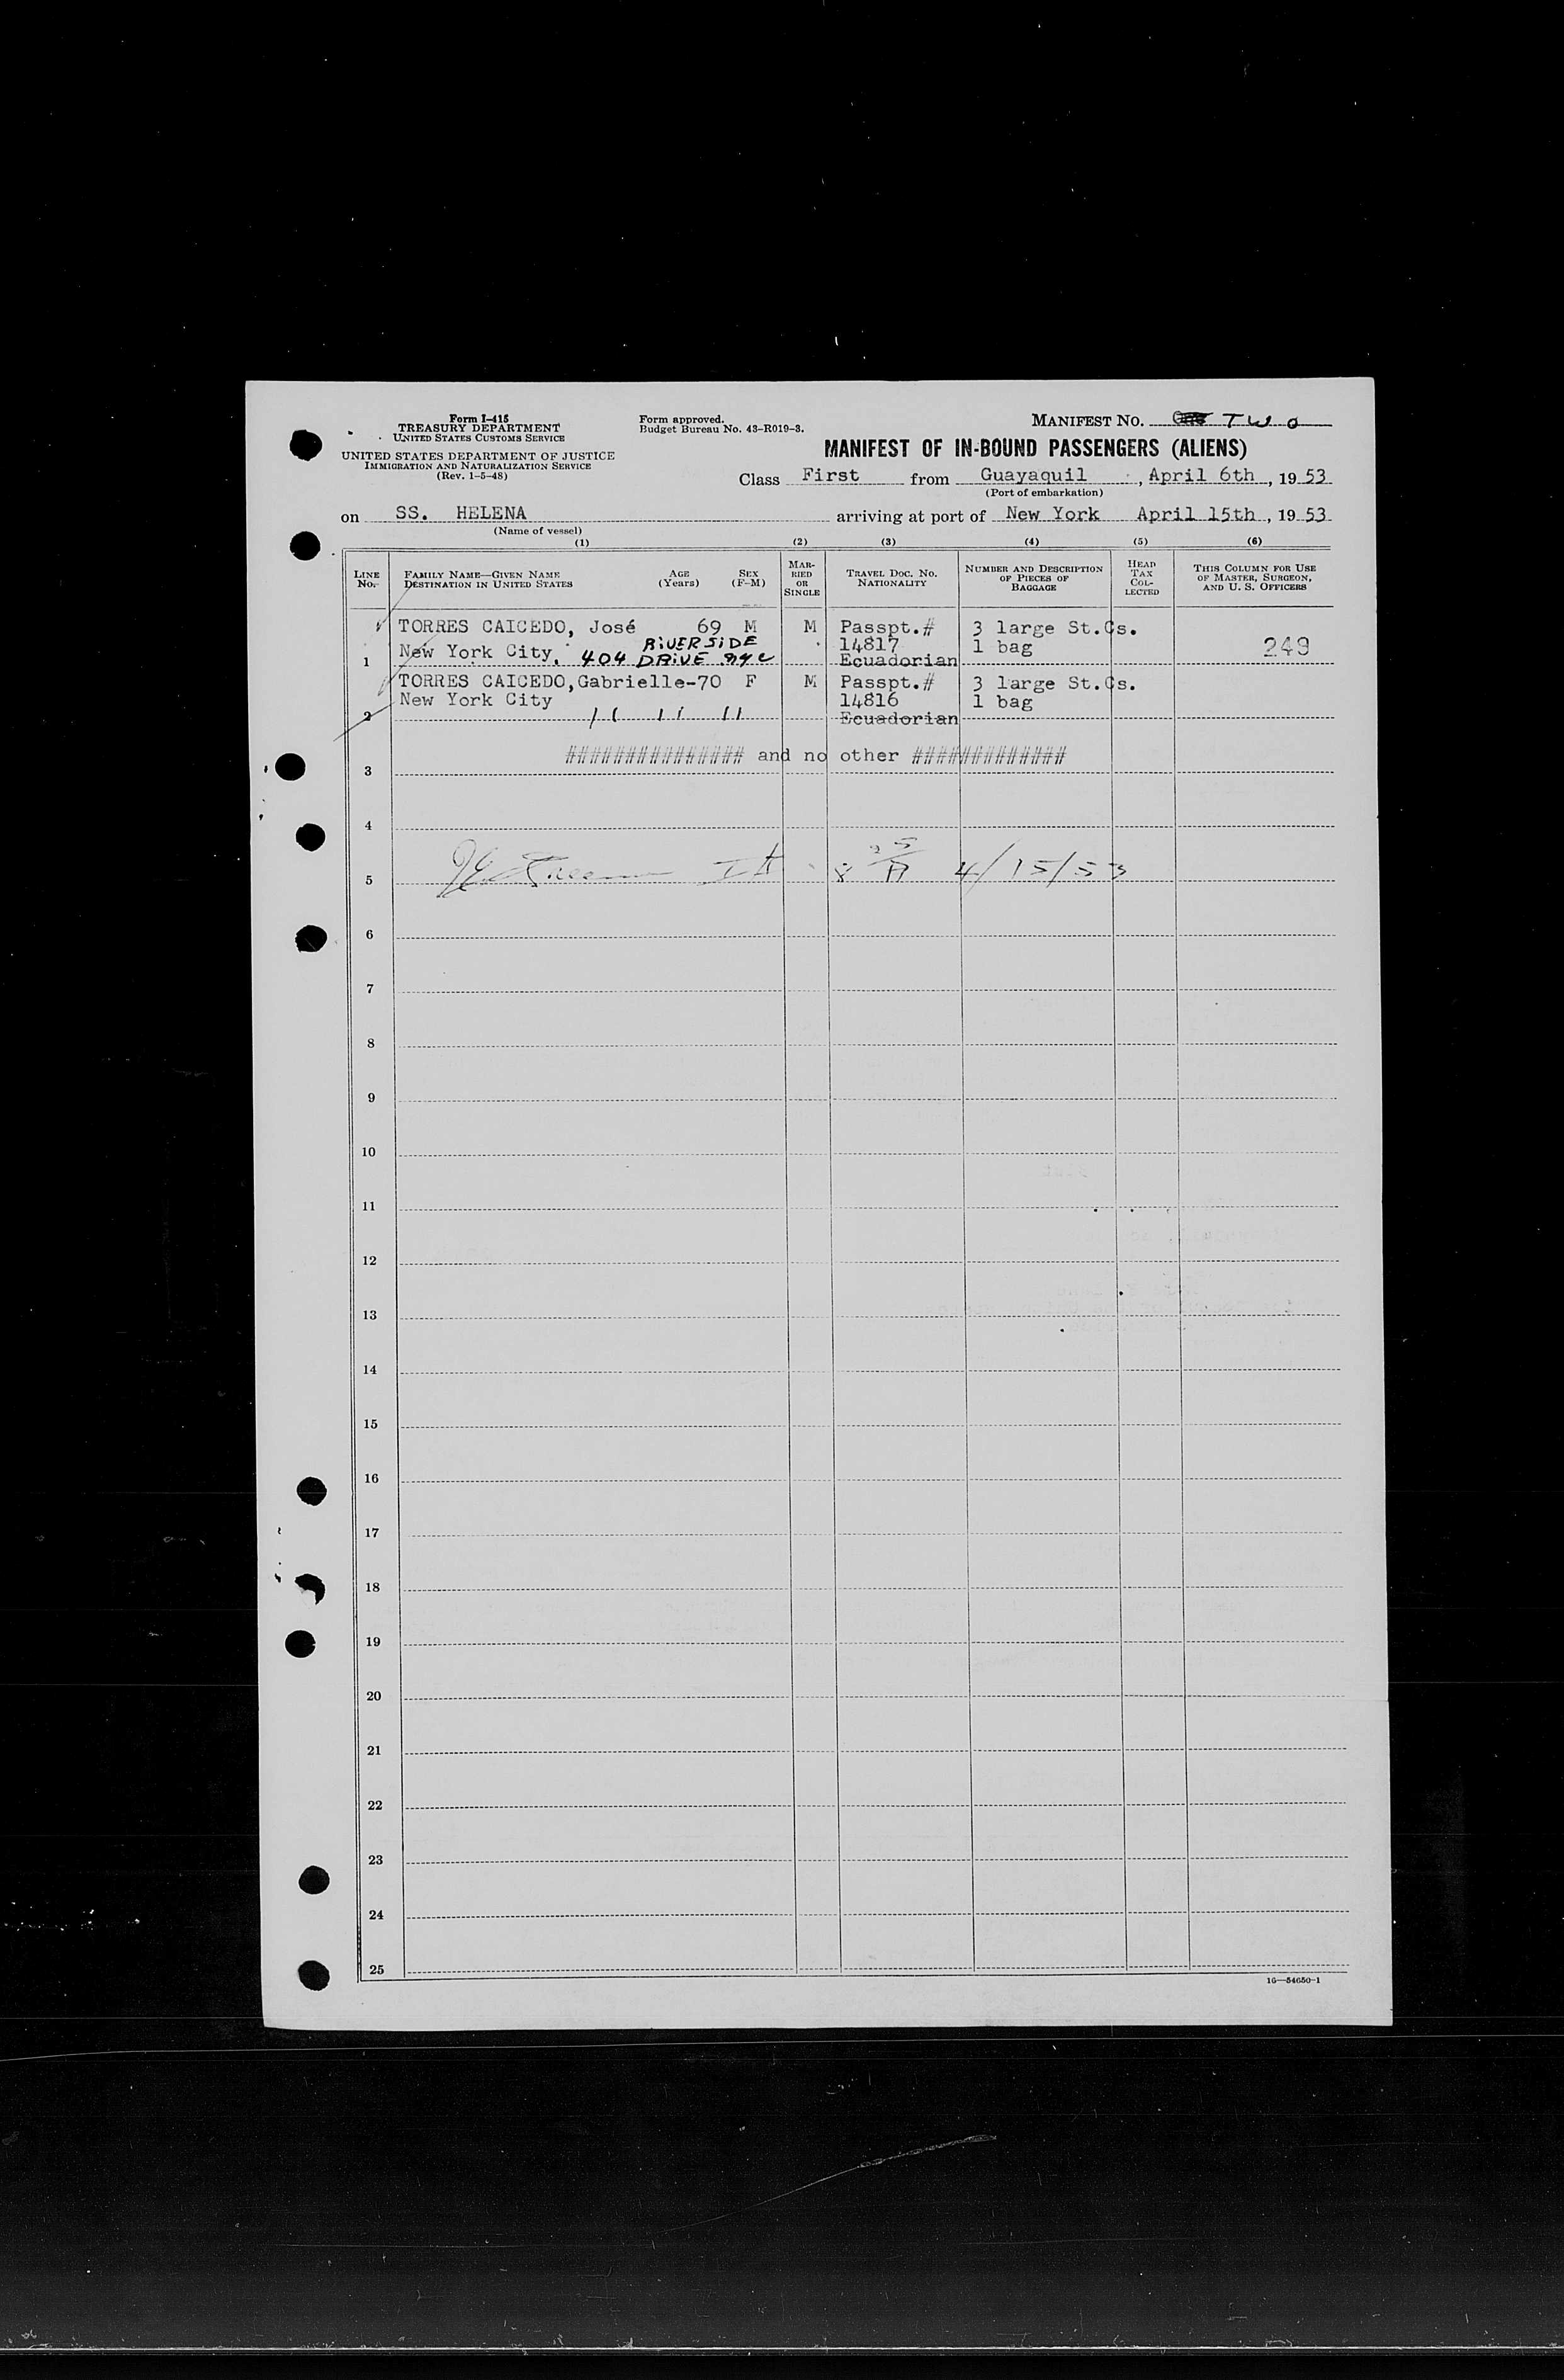 Form I-415
TREASURY DEPARTMENT
UNITED STATES CUSTOMS SERVICE
UNITED STATES DEPARTMENT OF JUSTICE
IMMIGRATION AND NATURALIZATION SERVICE
(Rev. 1-5-48)
Form approved.
Budget Bureau No. 43-R019-3.
MANIFEST NO. TWO
MANIFEST OF IN-BOUND PASSENGERS (ALIENS)
Class First from Guayaquil, April 6th, 1953
(Port of embarkation)
on SS. HELENA arriving at port of New York April 15th, 1953
(Name of vessel)
(1) (2) (3) (4) (5) (6)
LINE No. FAMILY NAME—GIVEN NAME DESTINATION IN UNITED STATES AGE (Years) SEX (F-M) MARRIED OR SINGLE TRAVEL DOC. NO. NATIONALITY NUMBER AND DESCRIPTION OF PIECES OF BAGGAGE HEAD TAX COLLECTED THIS COLUMN FOR USE OF MASTER, SURGEON, AND U. S. OFFICERS
TORRES CAICEDO, José 69 M M Passpt.# 3 large St.Cs.
New York City. 404 RIVERSIDE DRIVE NYC 14817 1 bag 249
1 Ecuadorian
TORRES CAICEDO, Gabrielle-70 F M Passpt.# 3 large St.Cs.
New York City 14816 1 bag
2 11 11 11 Ecuadorian
############### and no other #############
3
4
5 4/15/53
6
7
8
9
10
11
12
13
14
15
16
17
18
19
20
21
22
23
24
25
16—54650-1